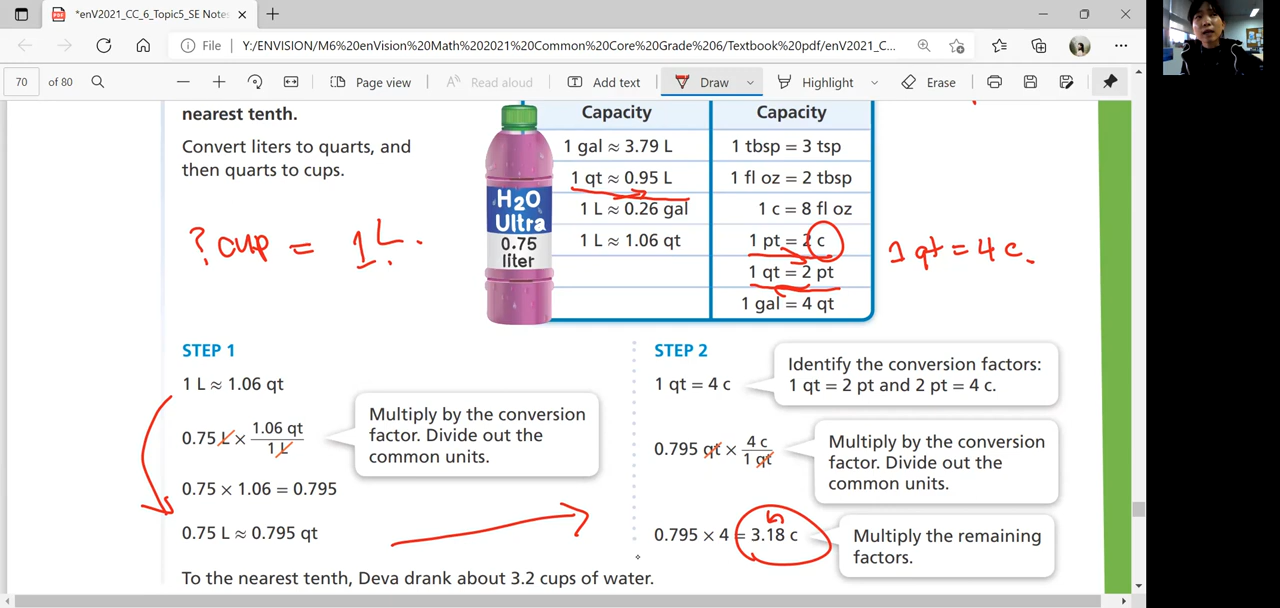 *enV2021_CC_6_Topic5_SE Notes
File
Y:/ENVISION/M6%20enVision%20Math%202021%20Common%20Core%20Grade%206/Textbook%20pdf/enV2021_C...
70 of 80
Page view
Read aloud
Add text
Draw
Highlight
Erase
nearest tenth.
Convert liters to quarts, and
then quarts to cups.
H2O
Ultra
0.75
liter
Capacity
1 gal ≈ 3.79 L
1 qt ≈ 0.95 L
1 L ≈ 0.26 gal
1 L ≈ 1.06 qt
Capacity
1 tbsp = 3 tsp
1 fl oz = 2 tbsp
1 c = 8 fl oz
1 pt = 2 c
1 qt = 2 pt
1 gal = 4 qt
? cup = 1 L.
1 qt = 4 c.
STEP 1
1 L ≈ 1.06 qt
0.75 L × 1.06 qt / 1 L
Multiply by the conversion
factor. Divide out the
common units.
0.75 × 1.06 = 0.795
0.75 L ≈ 0.795 qt
STEP 2
1 qt = 4 c
Identify the conversion factors:
1 qt = 2 pt and 2 pt = 4 c.
0.795 qt × 4 c / 1 qt
Multiply by the conversion
factor. Divide out the
common units.
0.795 × 4 = 3.18 c
Multiply the remaining
factors.
To the nearest tenth, Deva drank about 3.2 cups of water.